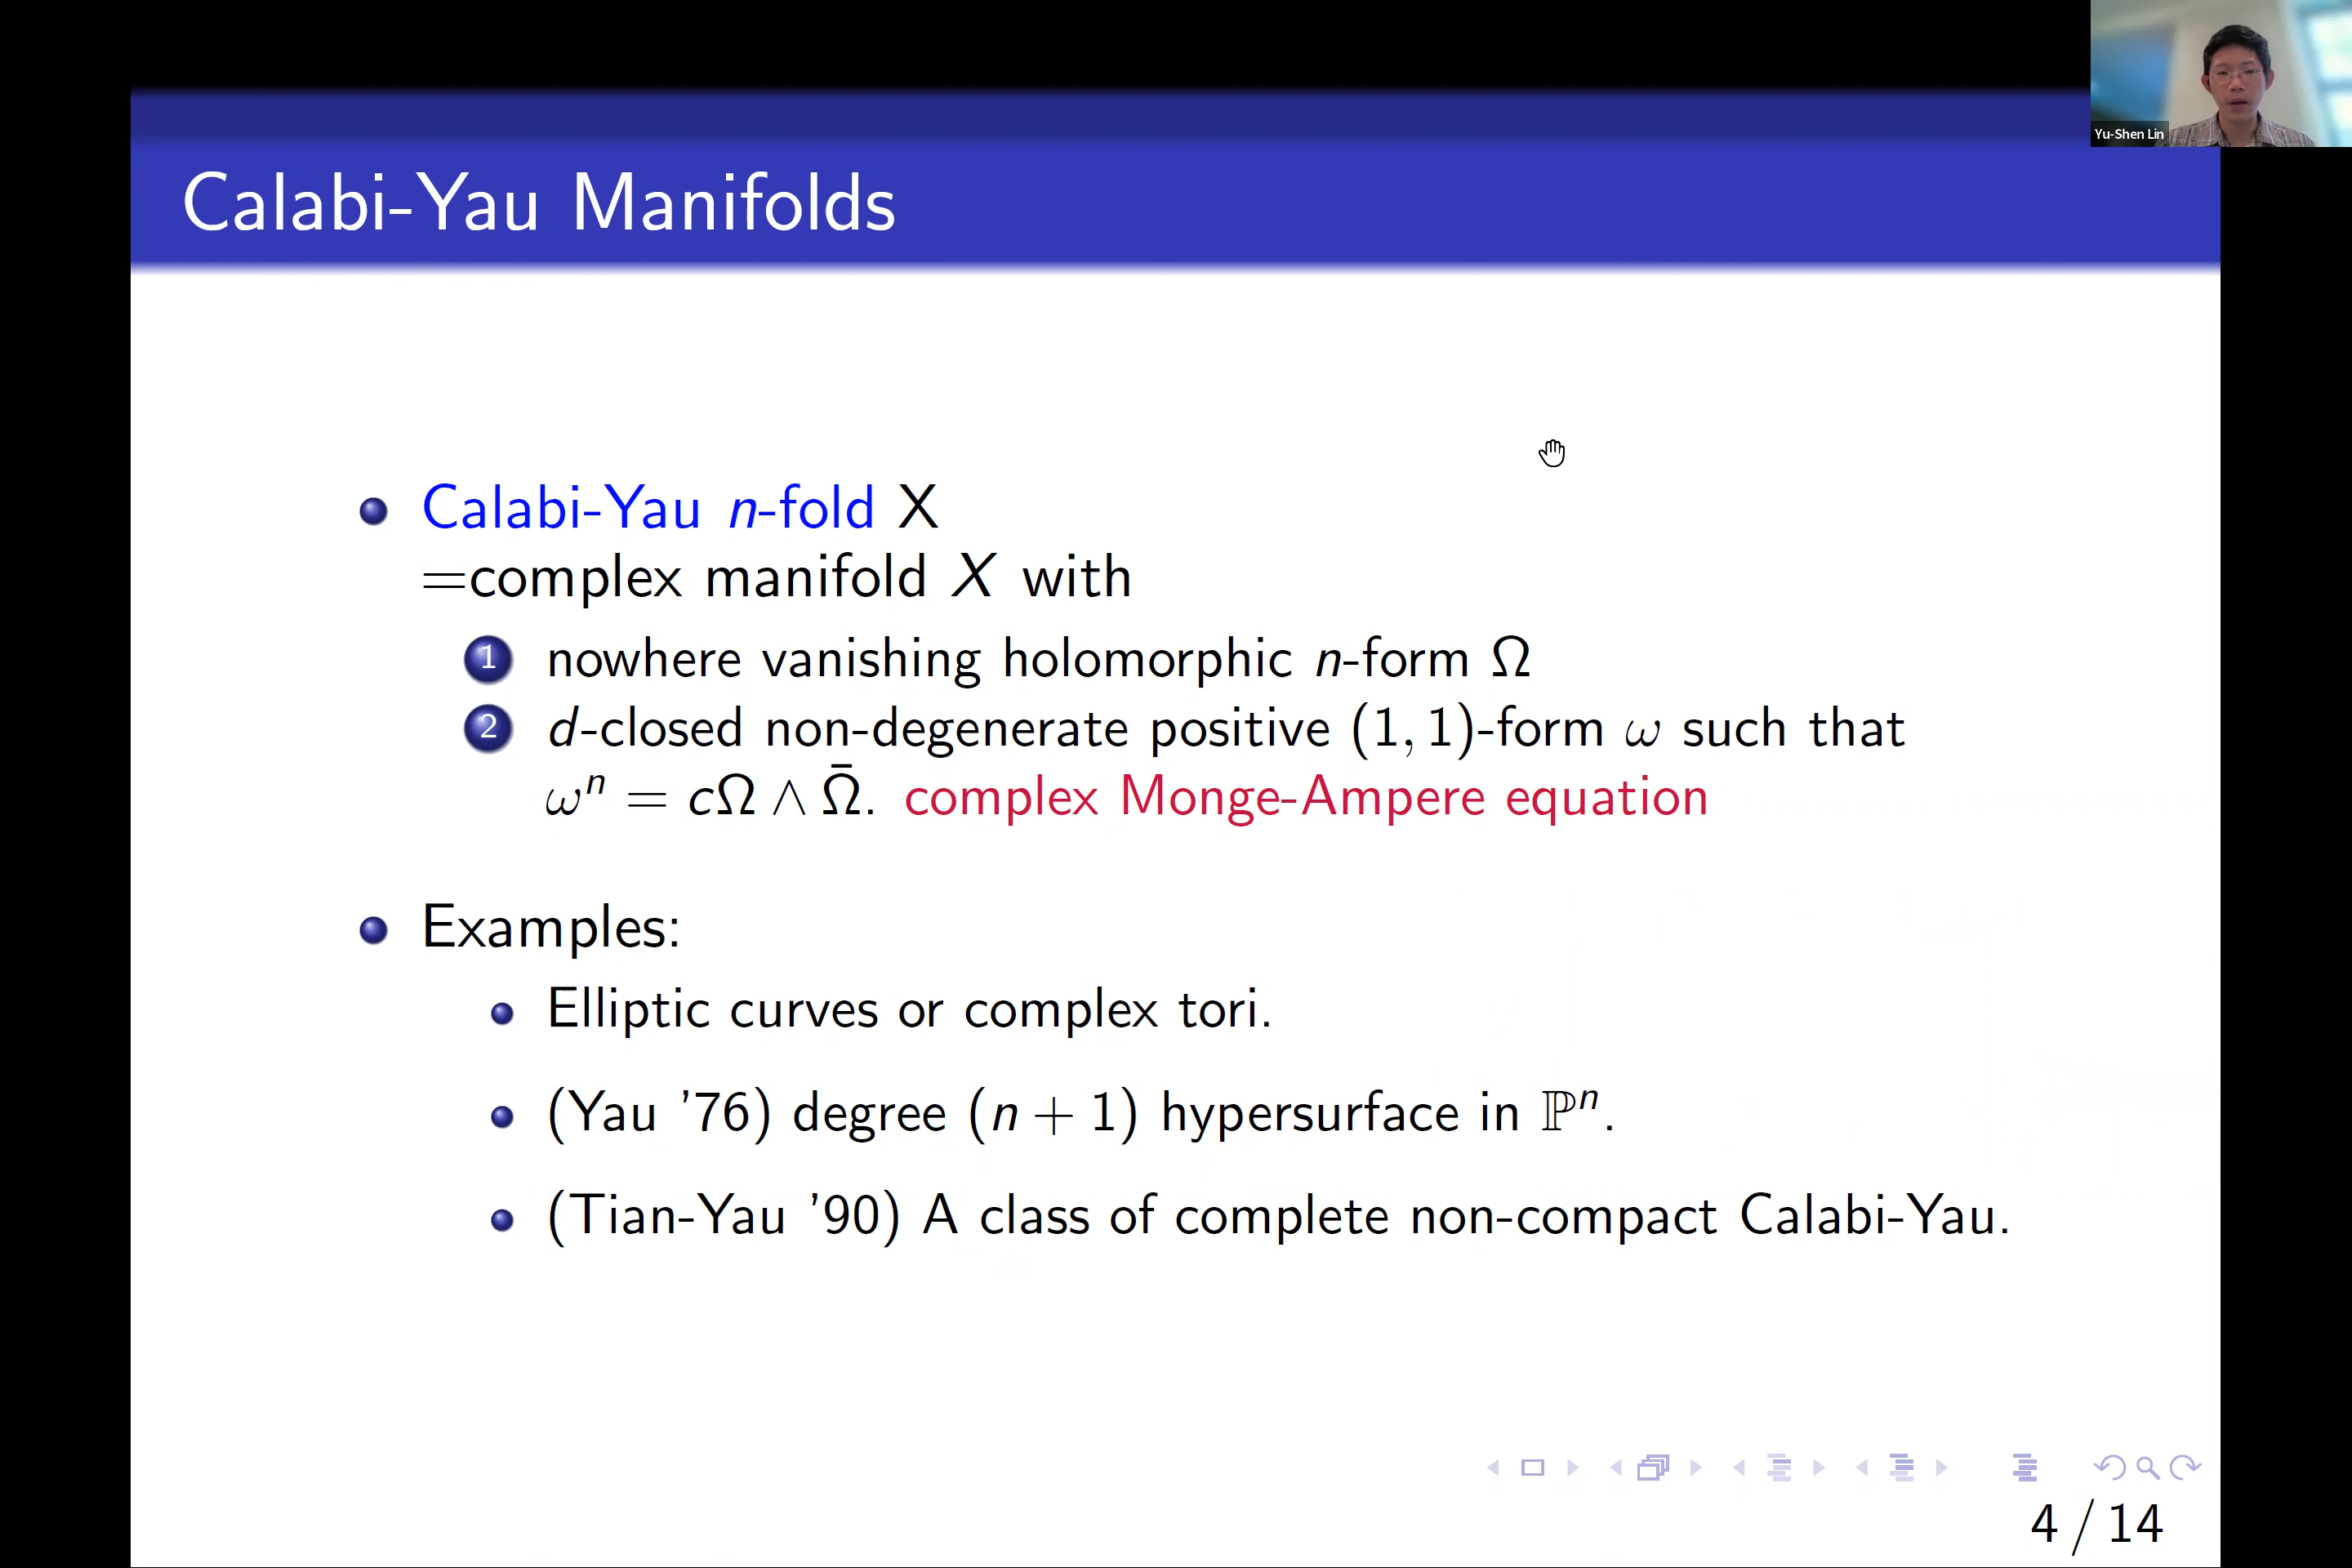 Yu-Shen Lin
Calabi-Yau Manifolds
Calabi-Yau n-fold X
=complex manifold X with
1 nowhere vanishing holomorphic n-form Ω
2 d-closed non-degenerate positive (1, 1)-form ω such that
ωⁿ = cΩ ∧ Ω̄. complex Monge-Ampere equation
Examples:
Elliptic curves or complex tori.
(Yau '76) degree (n + 1) hypersurface in ℙⁿ.
(Tian-Yau '90) A class of complete non-compact Calabi-Yau.
4 / 14